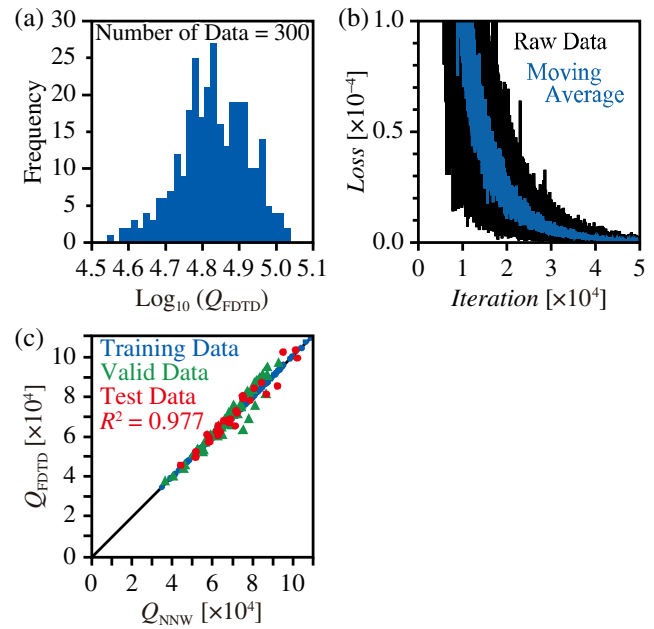 (a)
Number of Data = 300
Frequency
30
25
20
15
10
5
0
4.5 4.6 4.7 4.8 4.9 5.0 5.1
Log₁₀ (Q_FDTD)
(b)
Raw Data
Moving
Average
Loss [×10⁻⁴]
1.0
0.5
0.0
0 1 2 3 4 5
Iteration [×10⁴]
(c)
Training Data
Valid Data
Test Data
R² = 0.977
Q_FDTD [×10⁴]
10
8
6
4
2
0
0 2 4 6 8 10
Q_NNW [×10⁴]